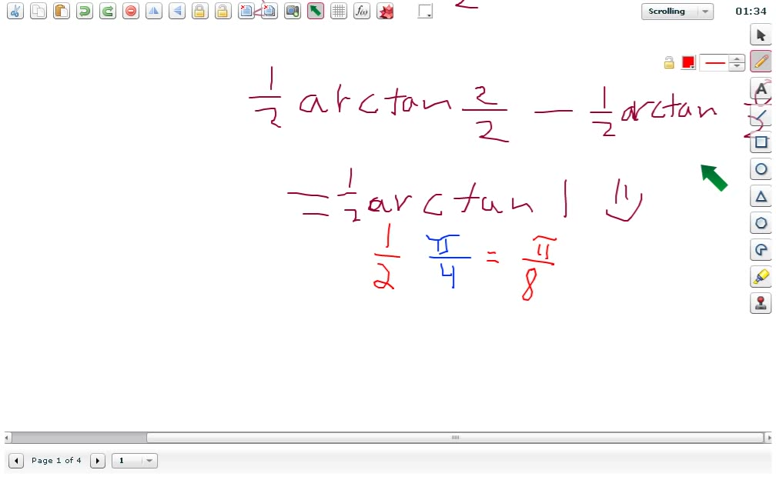 Scrolling
01:34
1/2 arctan 2/2 — 1/2 arctan
= 1/2 arctan 1
1/2 π/4 = π/8
Page 1 of 4
1